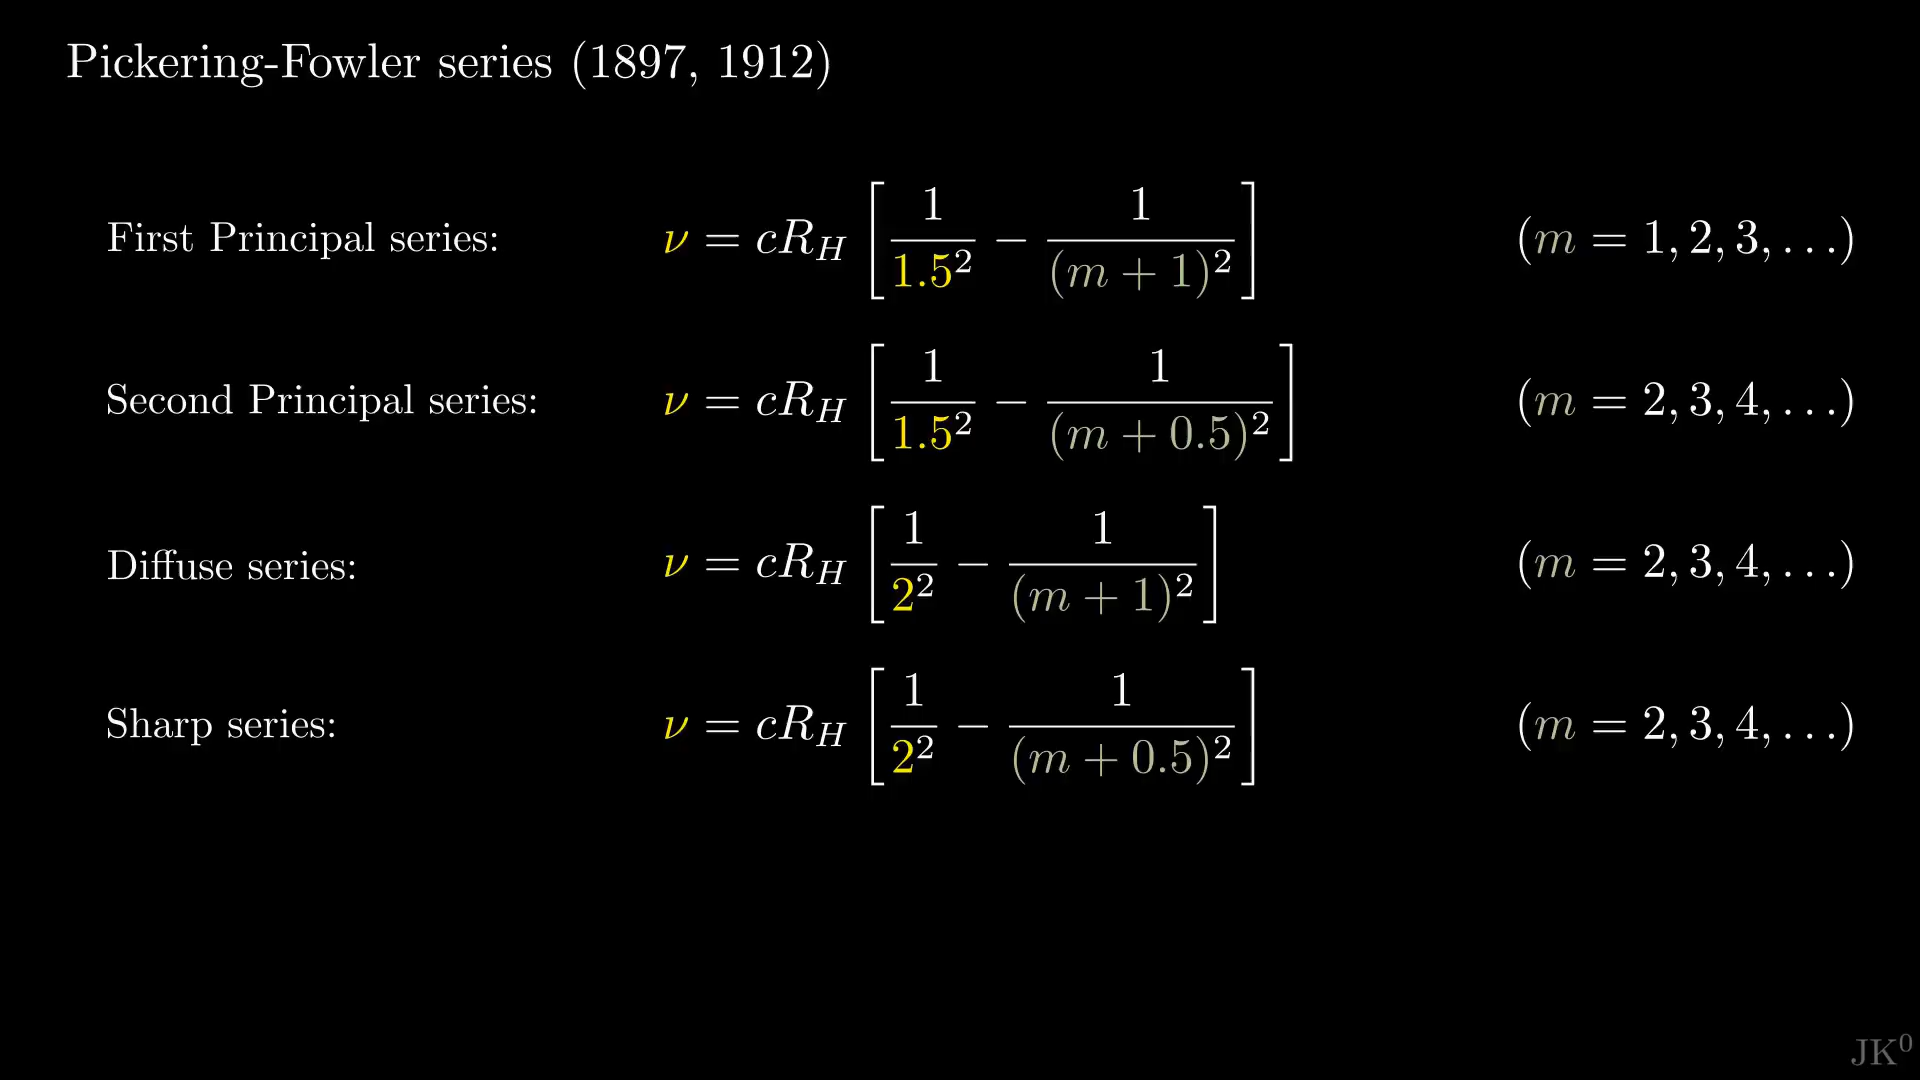 Pickering-Fowler series (1897, 1912)
First Principal series: ν = cR_H [1/1.5² − 1/(m + 1)²] (m = 1, 2, 3, …)
Second Principal series: ν = cR_H [1/1.5² − 1/(m + 0.5)²] (m = 2, 3, 4, …)
Diffuse series: ν = cR_H [1/2² − 1/(m + 1)²] (m = 2, 3, 4, …)
Sharp series: ν = cR_H [1/2² − 1/(m + 0.5)²] (m = 2, 3, 4, …)
JK⁰